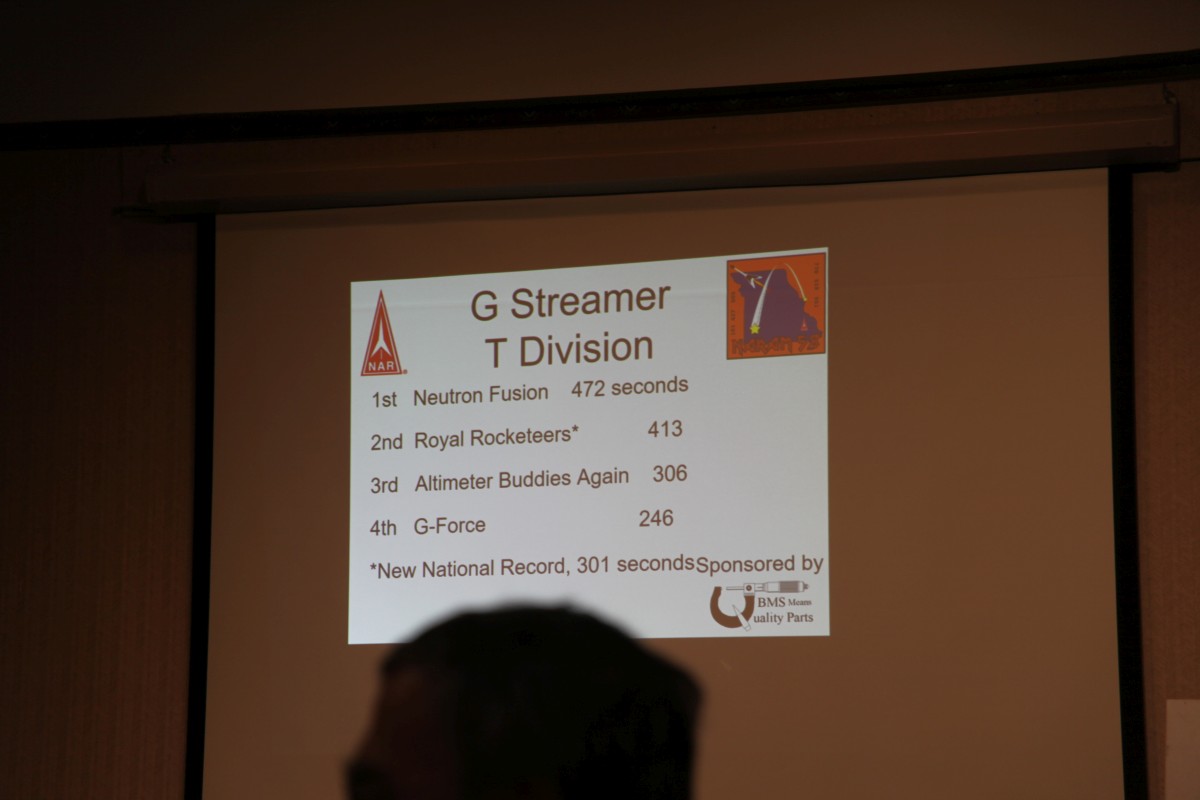 G Streamer
T Division
NAR
1st Neutron Fusion 472 seconds
2nd Royal Rocketeers* 413
3rd Altimeter Buddies Again 306
4th G-Force 246
*New National Record, 301 seconds
Sponsored by
BMS Means
uality Parts